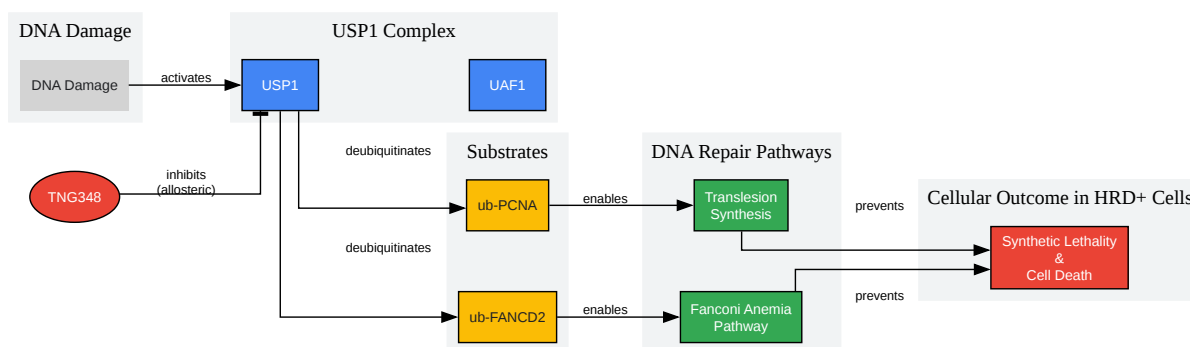 DNA Damage
USP1 Complex
DNA Damage
activates
USP1
UAF1
deubiquitinates
Substrates
DNA Repair Pathways
inhibits
(allosteric)
TNG348
ub-PCNA
enables
Translesion
Synthesis
prevents
Cellular Outcome in HRD+ Cells
deubiquitinates
Synthetic Lethality
&
Cell Death
ub-FANCD2
enables
Fanconi Anemia
Pathway
prevents